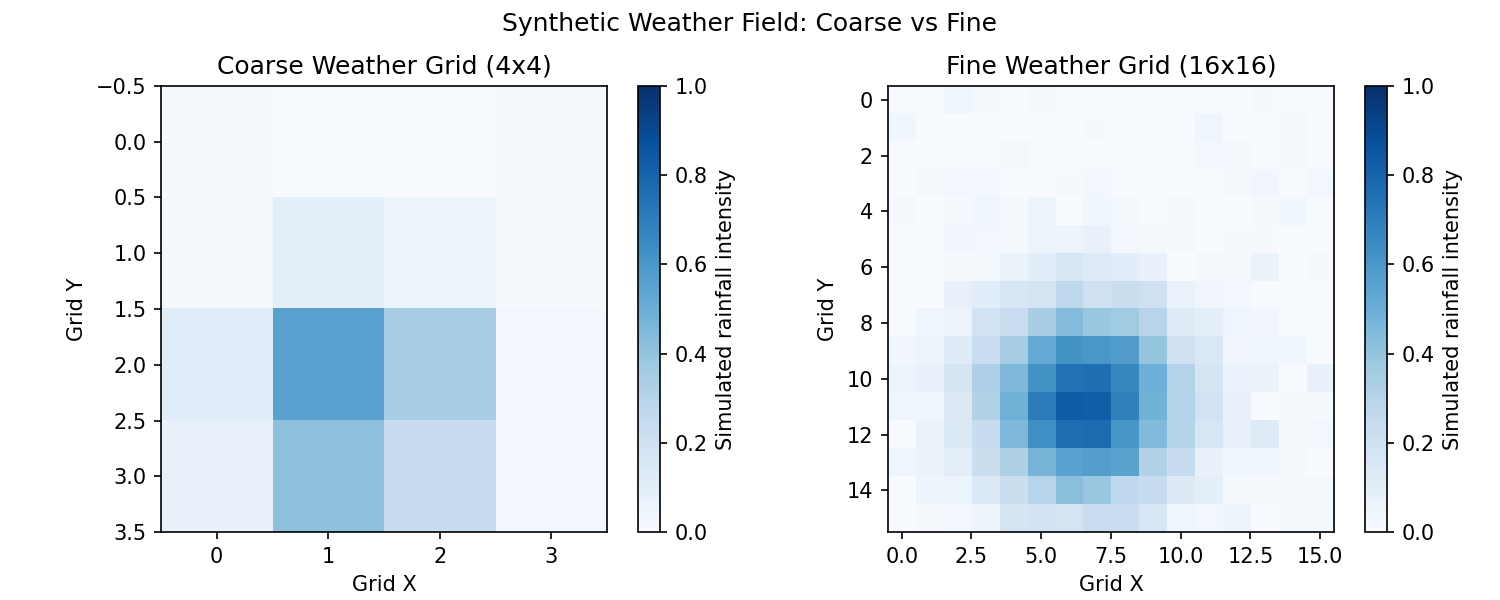 Synthetic Weather Field: Coarse vs Fine
Coarse Weather Grid (4x4)
−0.5
0.0
0.5
1.0
1.5
2.0
2.5
3.0
3.5
Grid Y
0 1 2 3
Grid X
1.0
0.8
0.6
0.4
0.2
0.0
Simulated rainfall intensity
Fine Weather Grid (16x16)
0
2
4
6
8
10
12
14
Grid Y
0.0 2.5 5.0 7.5 10.0 12.5 15.0
Grid X
1.0
0.8
0.6
0.4
0.2
0.0
Simulated rainfall intensity